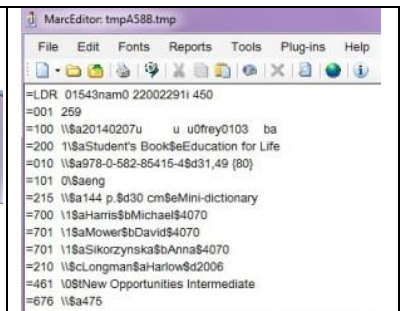 MarcEditor: tmpA58B.tmp
File Edit Fonts Reports Tools Plug-ins Help
=LDR 01543nam0 22002291i 450
=001 259
=100 \\$a20140207u u u0frey0103 ba
=200 1\$aStudent's Book$eEducation for Life
=010 \\$a978-0-582-85415-4$d31,49 {80}
=101 0\$aeng
=215 \\$a144 p.$d30 cm$eMini-dictionary
=700 \1$aHarris$bMichael$4070
=701 \1$aMower$bDavid$4070
=701 \1$aSikorzynska$bAnna$4070
=210 \\$cLongman$aHarlow$d2006
=461 \0$tNew Opportunities Intermediate
=676 \\$a475